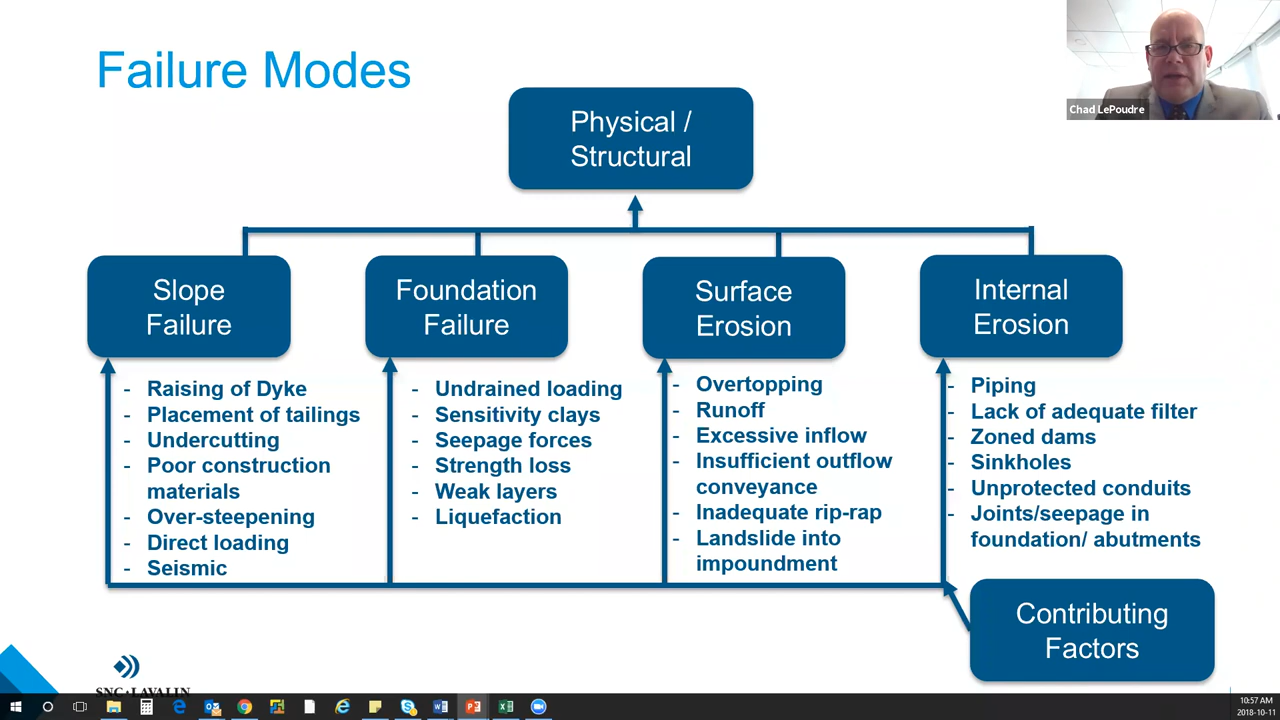 Failure Modes
Chad LePoudre
Physical /
Structural
Slope
Failure
Foundation
Failure
Surface
Erosion
Internal
Erosion
- Raising of Dyke
- Placement of tailings
- Undercutting
- Poor construction
materials
- Over-steepening
- Direct loading
- Seismic
- Undrained loading
- Sensitivity clays
- Seepage forces
- Strength loss
- Weak layers
- Liquefaction
- Overtopping
- Runoff
- Excessive inflow
- Insufficient outflow
conveyance
- Inadequate rip-rap
- Landslide into
impoundment
- Piping
- Lack of adequate filter
- Zoned dams
- Sinkholes
- Unprotected conduits
- Joints/seepage in
foundation/ abutments
Contributing
Factors
SNC·LAVALIN
10:57 AM
2018-10-11